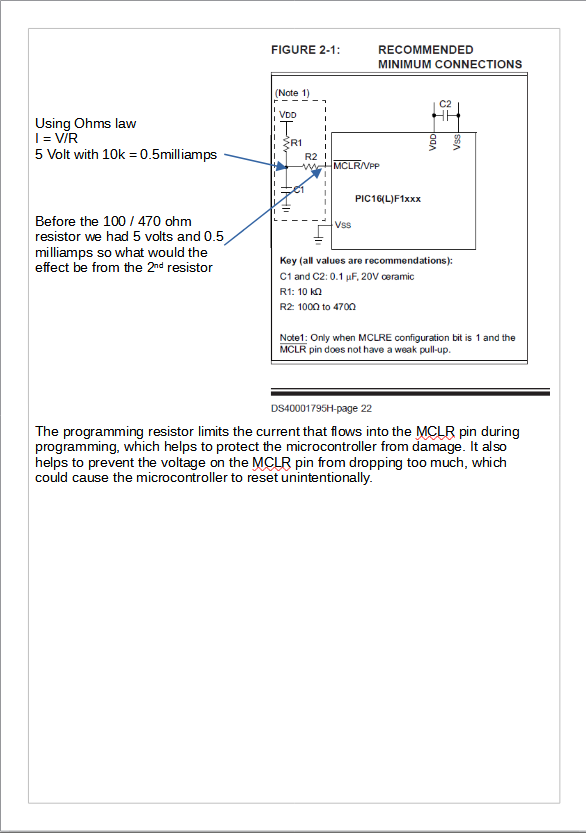 FIGURE 2-1: RECOMMENDED
MINIMUM CONNECTIONS
(Note 1)
VDD
R1
R2
C1
C2
VDD
VSS
MCLR/VPP
PIC16(L)F1xxx
Vss
Using Ohms law
I = V/R
5 Volt with 10k = 0.5milliamps
Before the 100 / 470 ohm
resistor we had 5 volts and 0.5
milliamps so what would the
effect be from the 2nd resistor
Key (all values are recommendations):
C1 and C2: 0.1 µF, 20V ceramic
R1: 10 kΩ
R2: 100Ω to 470Ω
Note1: Only when MCLRE configuration bit is 1 and the
MCLR pin does not have a weak pull-up.
DS40001795H-page 22
The programming resistor limits the current that flows into the MCLR pin during
programming, which helps to protect the microcontroller from damage. It also
helps to prevent the voltage on the MCLR pin from dropping too much, which
could cause the microcontroller to reset unintentionally.